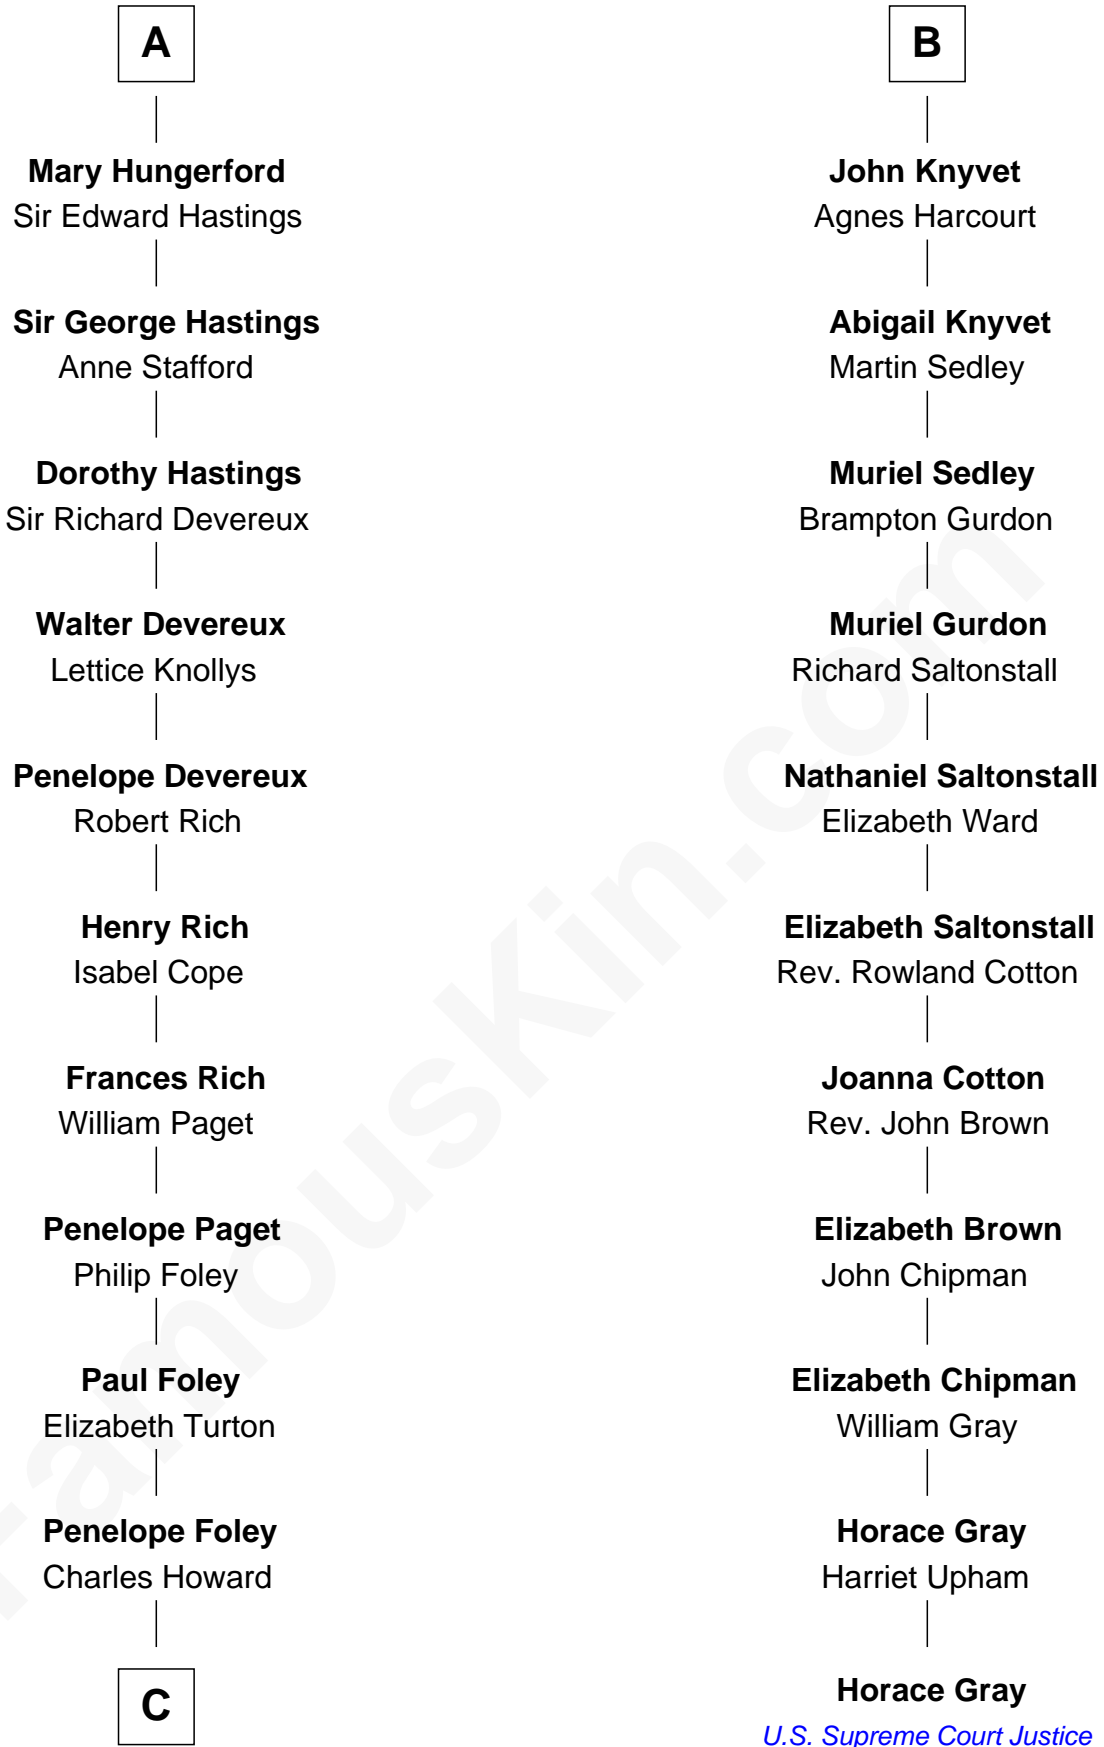 A
Mary Hungerford
Sir Edward Hastings
Sir George Hastings
Anne Stafford
Dorothy Hastings
Sir Richard Devereux
Walter Devereux
Lettice Knollys
Penelope Devereux
Robert Rich
Henry Rich
Isabel Cope
Frances Rich
William Paget
Penelope Paget
Philip Foley
Paul Foley
Elizabeth Turton
Penelope Foley
Charles Howard
C
B
John Knyvet
Agnes Harcourt
Abigail Knyvet
Martin Sedley
Muriel Sedley
Brampton Gurdon
Muriel Gurdon
Richard Saltonstall
Nathaniel Saltonstall
Elizabeth Ward
Elizabeth Saltonstall
Rev. Rowland Cotton
Joanna Cotton
Rev. John Brown
Elizabeth Brown
John Chipman
Elizabeth Chipman
William Gray
Horace Gray
Harriet Upham
Horace Gray
U.S. Supreme Court Justice
FamousKin.com